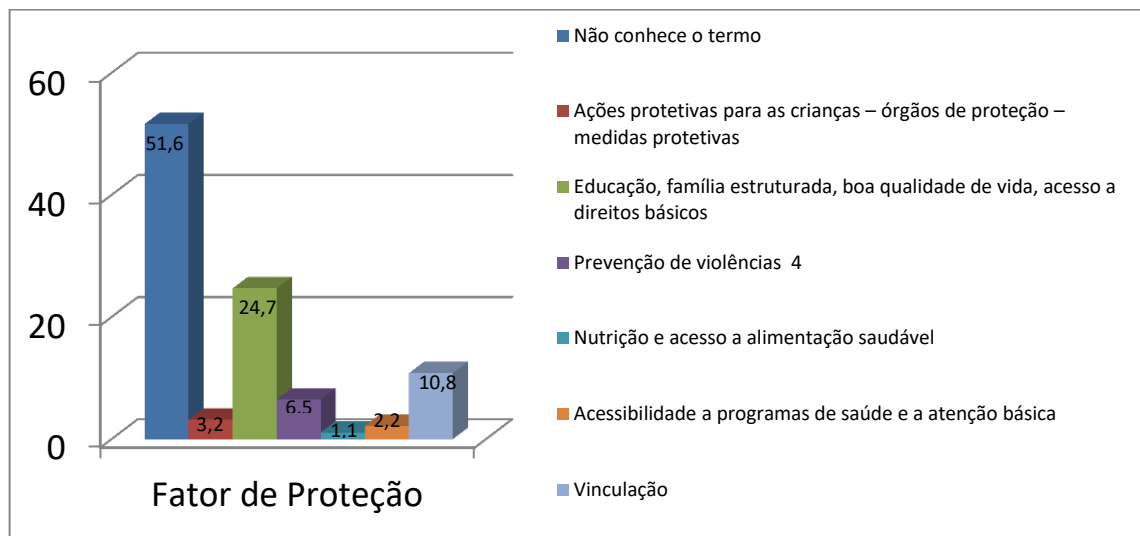 60
40
20
0
51,6
3,2
24,7
6,5
1,1
2,2
10,8
Fator de Proteção
Não conhece o termo
Ações protetivas para as crianças – órgãos de proteção –
medidas protetivas
Educação, família estruturada, boa qualidade de vida, acesso a
direitos básicos
Prevenção de violências 4
Nutrição e acesso a alimentação saudável
Acessibilidade a programas de saúde e a atenção básica
Vinculação